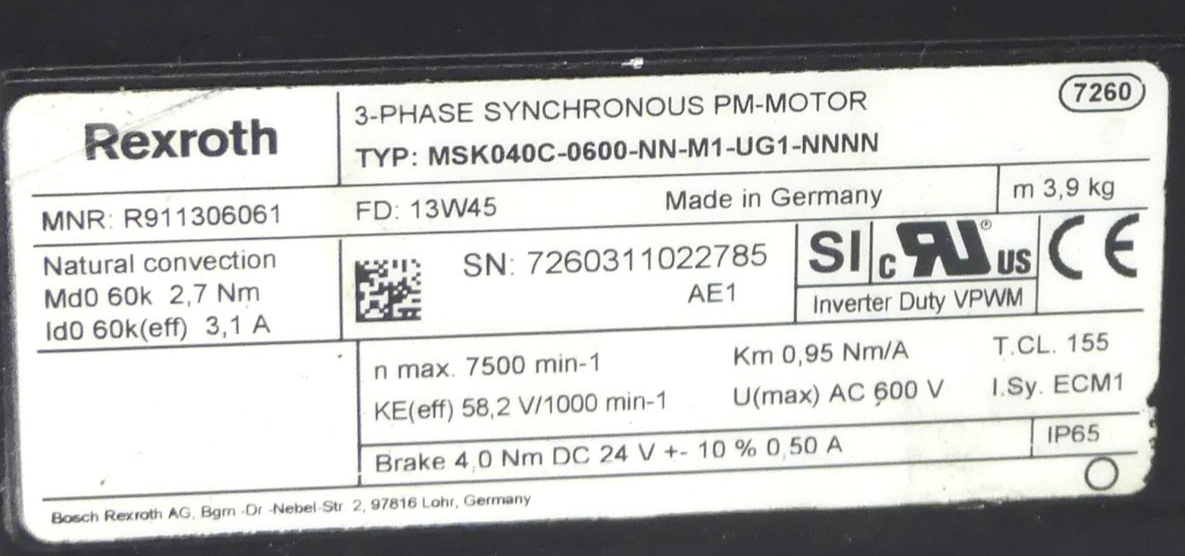 Rexroth
3-PHASE SYNCHRONOUS PM-MOTOR
7260
TYP: MSK040C-0600-NN-M1-UG1-NNNN
MNR: R911306061
FD: 13W45
Made in Germany
m 3,9 kg
Natural convection
Md0 60k 2,7 Nm
Id0 60k(eff) 3,1 A
SN: 7260311022785
AE1
SI
c RU® US
CE
Inverter Duty VPWM
n max. 7500 min-1
Km 0,95 Nm/A
T.CL. 155
KE(eff) 58,2 V/1000 min-1
U(max) AC 600 V
I.Sy. ECM1
Brake 4,0 Nm DC 24 V +- 10 % 0,50 A
IP65
Bosch Rexroth AG, Bgm -Dr -Nebel-Str 2, 97816 Lohr, Germany